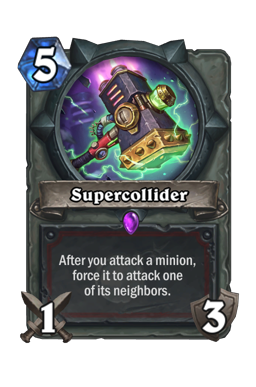 5
Supercollider
After you attack a minion,
force it to attack one
of its neighbors.
1
3